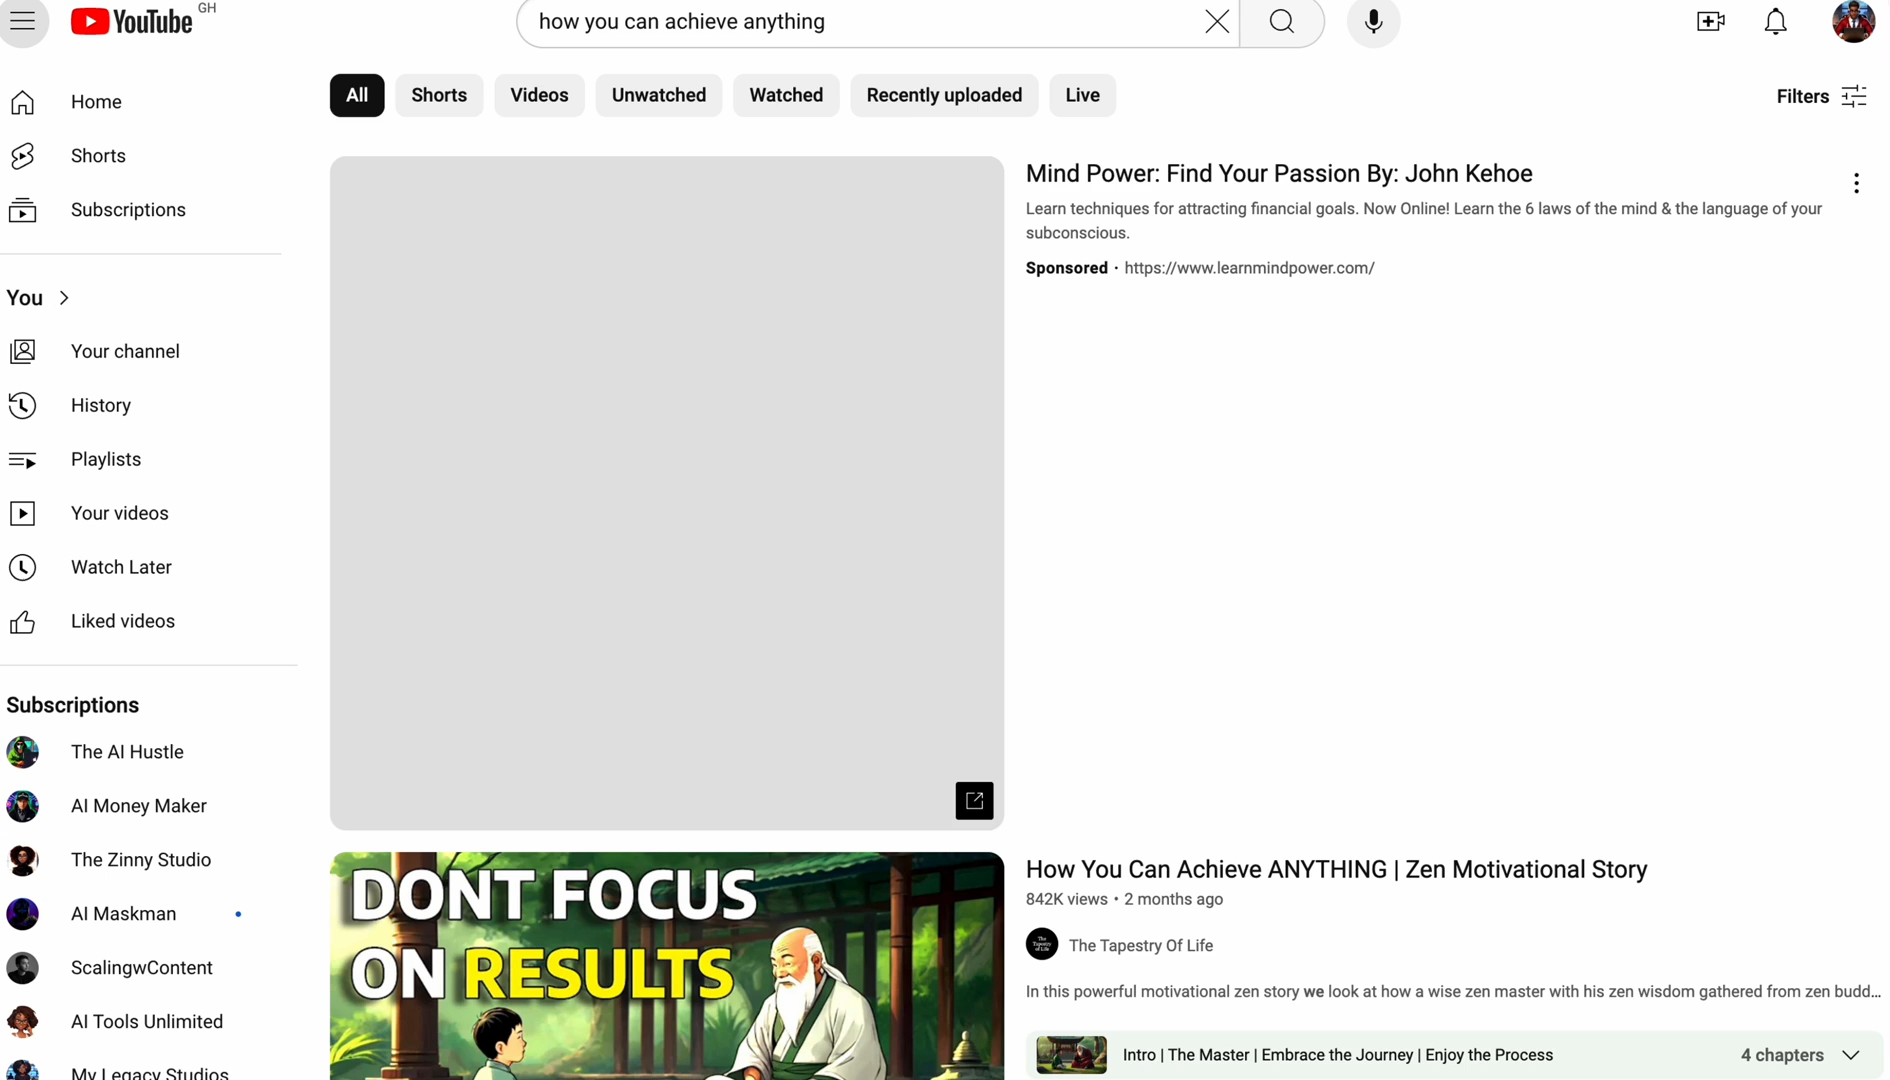 YouTube GH
how you can achieve anything
Home
Shorts
Subscriptions
You
Your channel
History
Playlists
Your videos
Watch Later
Liked videos
Subscriptions
The AI Hustle
AI Money Maker
The Zinny Studio
AI Maskman
ScalingwContent
AI Tools Unlimited
My Legacy Studios
All
Shorts
Videos
Unwatched
Watched
Recently uploaded
Live
Filters
Mind Power: Find Your Passion By: John Kehoe
Learn techniques for attracting financial goals. Now Online! Learn the 6 laws of the mind & the language of your
subconscious.
Sponsored · https://www.learnmindpower.com/
DONT FOCUS
ON RESULTS
How You Can Achieve ANYTHING | Zen Motivational Story
842K views • 2 months ago
The Tapestry of Life
The Tapestry Of Life
In this powerful motivational zen story we look at how a wise zen master with his zen wisdom gathered from zen budd...
Intro | The Master | Embrace the Journey | Enjoy the Process
4 chapters